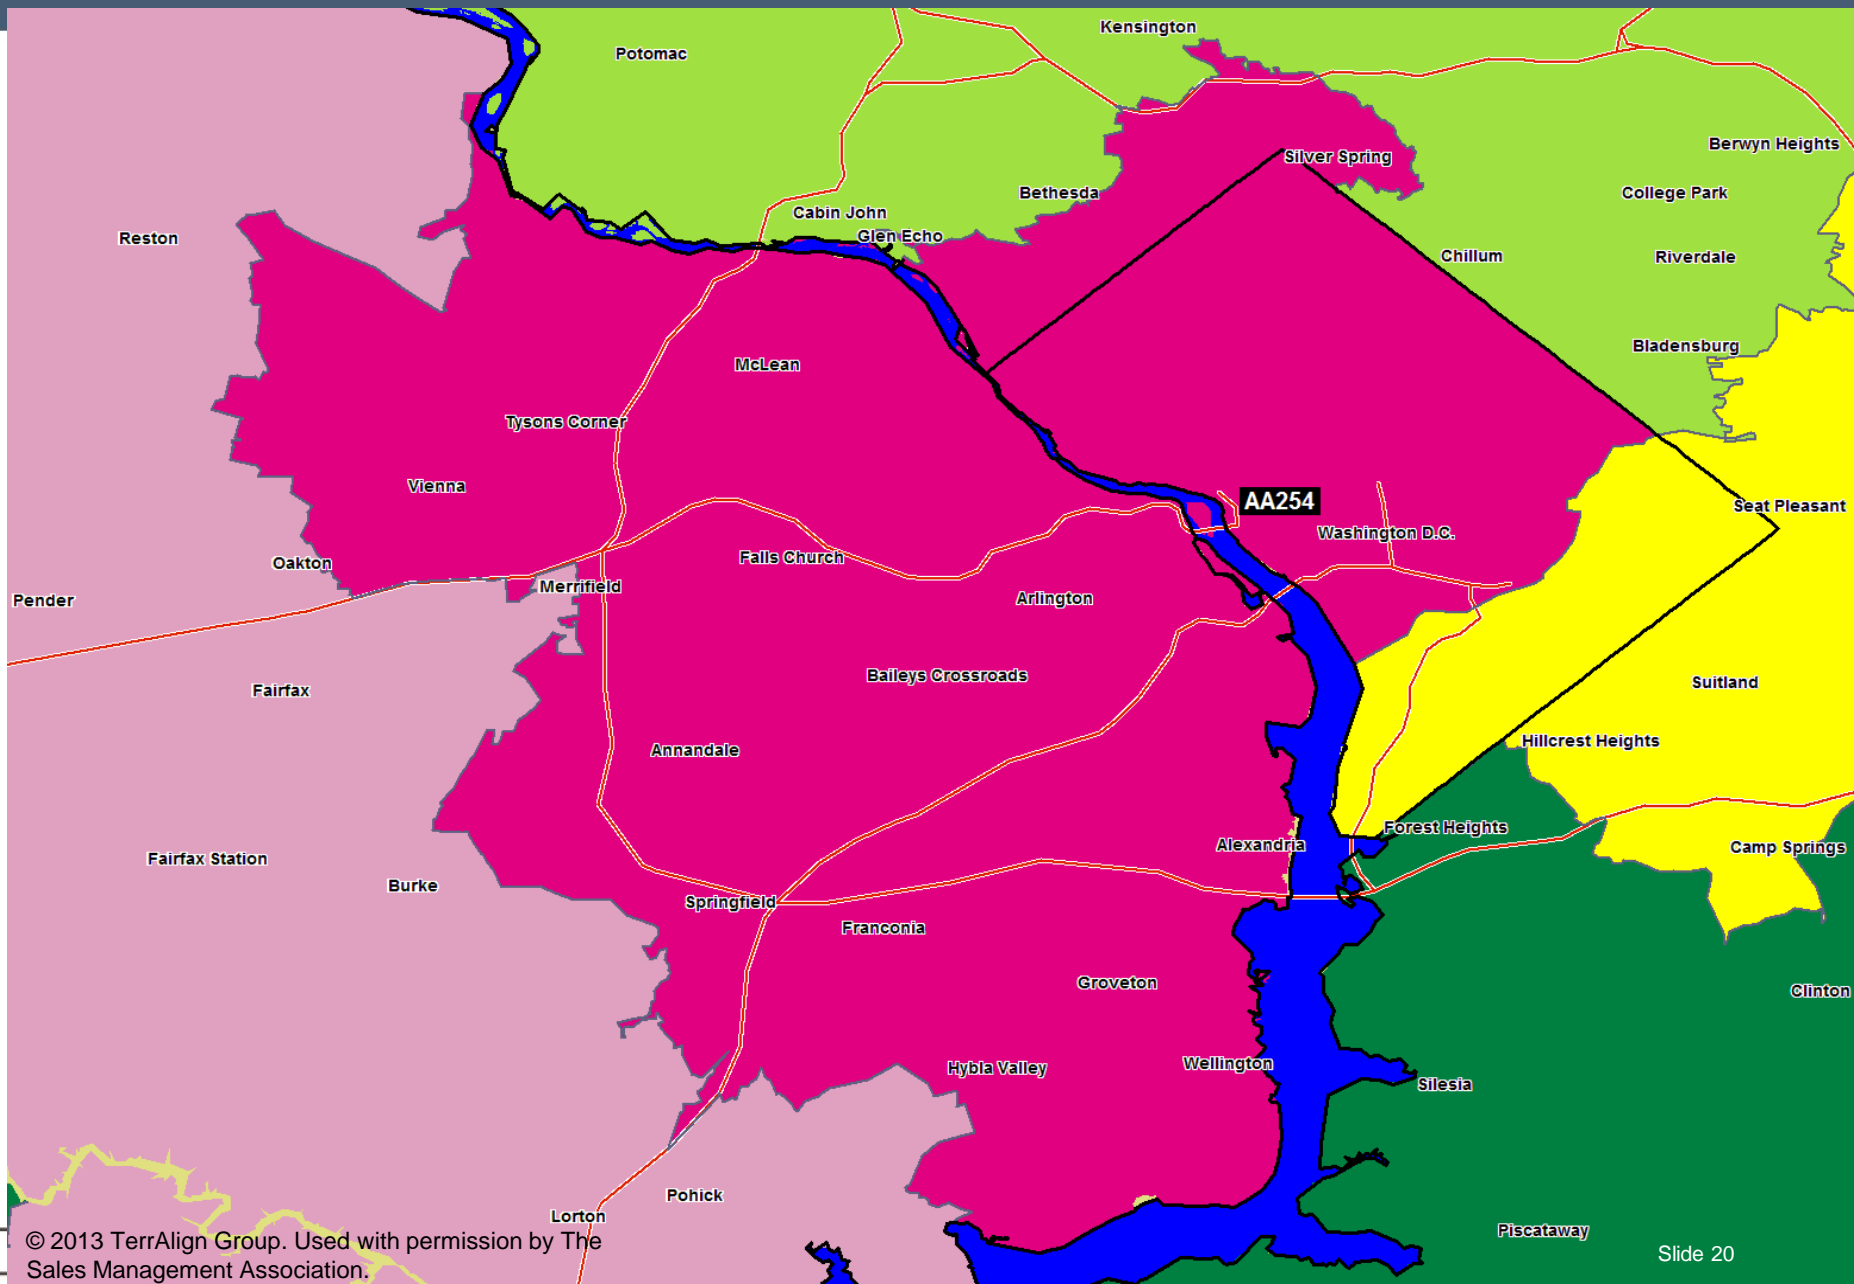 Kensington
Potomac
Berwyn Heights
Silver Spring
Bethesda
College Park
Cabin John
Reston
Glen Echo
Chillum
Riverdale
Bladensburg
McLean
Tysons Corner
Vienna
AA254
Seat Pleasant
Washington D.C.
Falls Church
Oakton
Merrifield
Pender
Arlington
Baileys Crossroads
Fairfax
Suitland
Hillcrest Heights
Annandale
Forest Heights
Alexandria
Camp Springs
Fairfax Station
Burke
Springfield
Franconia
Groveton
Clinton
Wellington
Hybla Valley
Silesia
Pohick
Lorton
Piscataway
© 2013 TerrAlign Group. Used with permission by The
Sales Management Association.
Slide 20